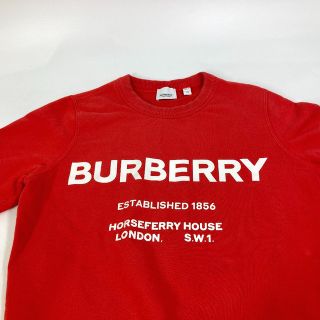 BURBERRY
ESTABLISHED 1856
HORSEFERRY HOUSE
LONDON. S.W.1.